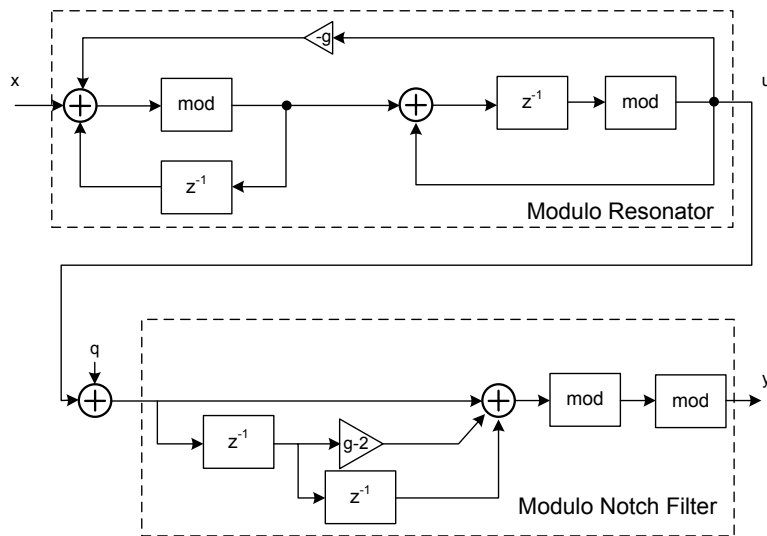 -g
x
u
mod
z-1
mod
z-1
Modulo Resonator
q
y
mod
mod
z-1
g-2
z-1
Modulo Notch Filter